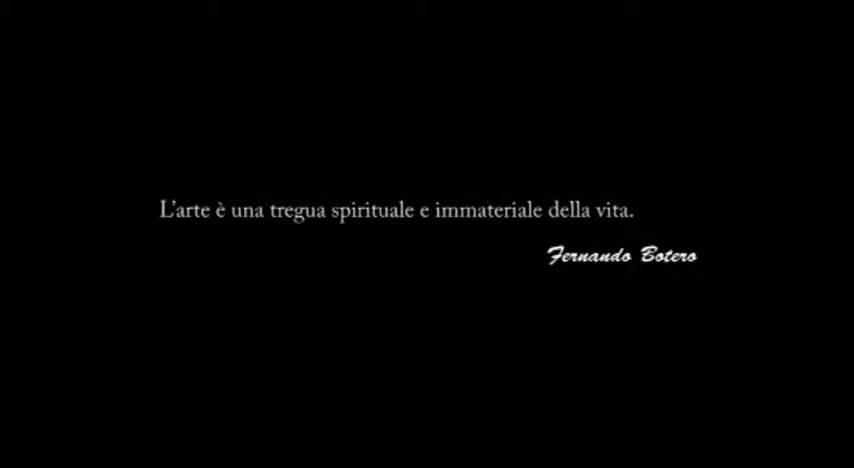 L’arte è una tregua spirituale e immateriale della vita.
Fernando Botero